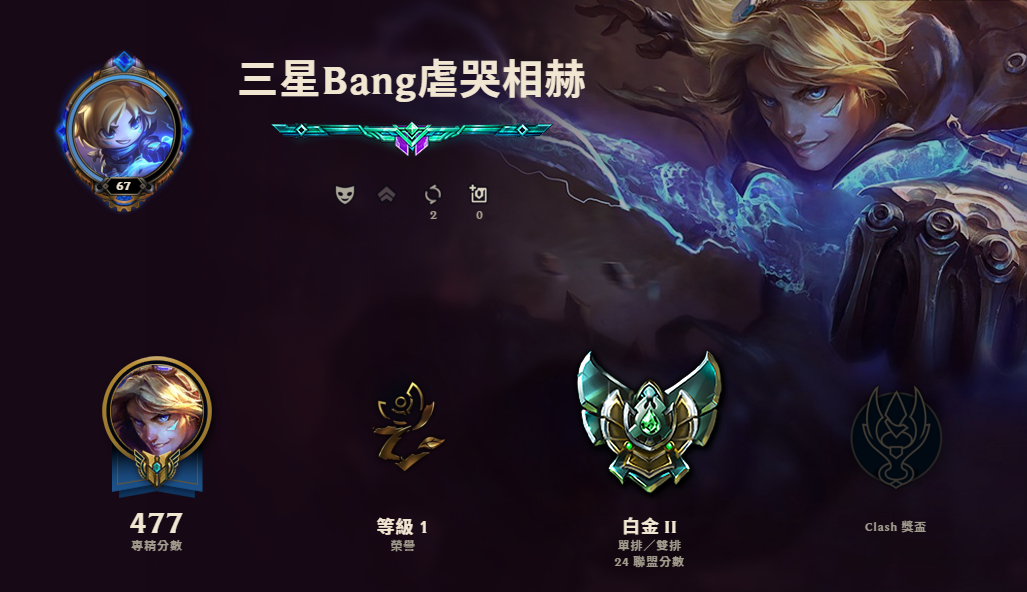 三星Bang虐哭相赫
67
2
0
477
專精分數
等級 1
榮譽
白金 II
單排／雙排
24 聯盟分數
Clash 獎盃